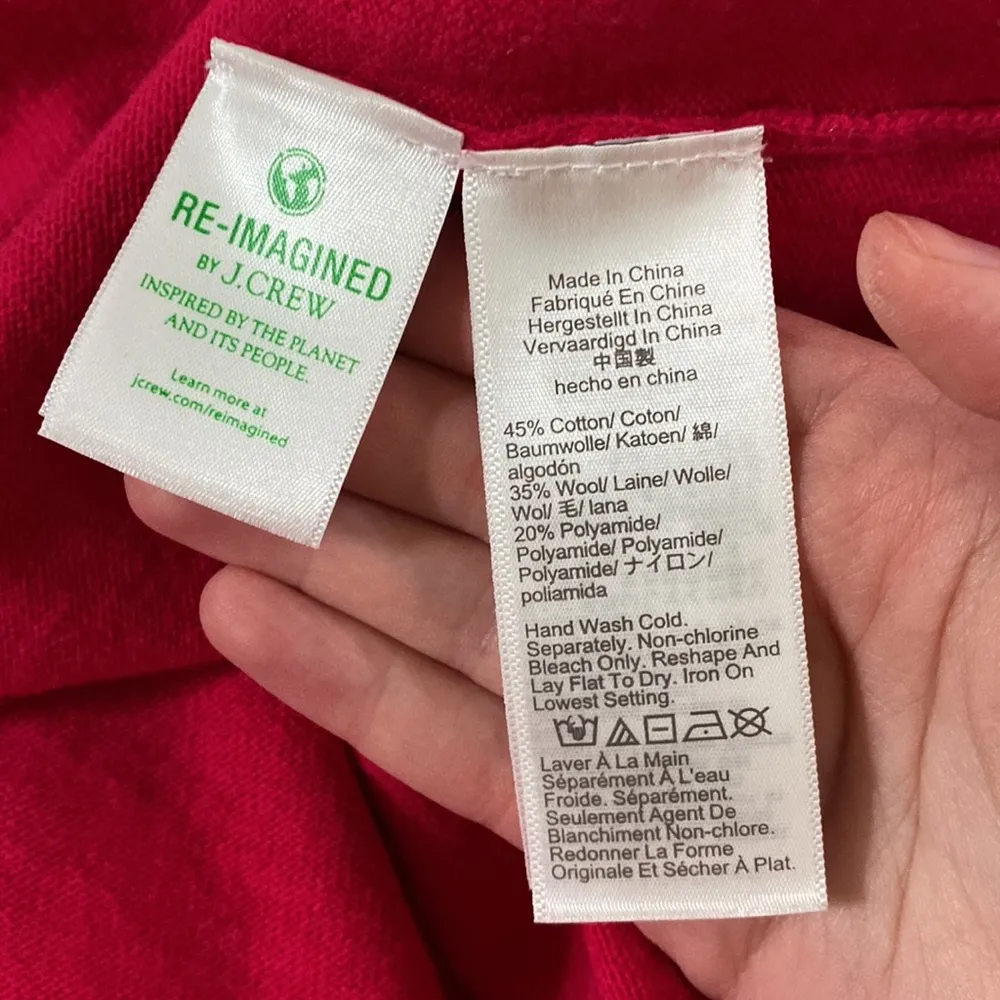 RE-IMAGINED
BY J.CREW
INSPIRED BY THE PLANET
AND ITS PEOPLE.
Learn more at
jcrew.com/reimagined
Made In China
Fabriqué En Chine
Hergestellt In China
Vervaardigd In China
中国製
hecho en china
45% Cotton/ Coton/
Baumwolle/ Katoen/ 綿/
algodón
35% Wool/ Laine/ Wolle/
Wol/ 毛/ lana
20% Polyamide/
Polyamide/ Polyamide/
Polyamide/ ナイロン/
poliamida
Hand Wash Cold.
Separately. Non-chlorine
Bleach Only. Reshape And
Lay Flat To Dry. Iron On
Lowest Setting.
Laver À La Main
Séparément À L'eau
Froide. Séparément.
Seulement Agent De
Blanchiment Non-chlore.
Redonner La Forme
Originale Et Sécher À Plat.